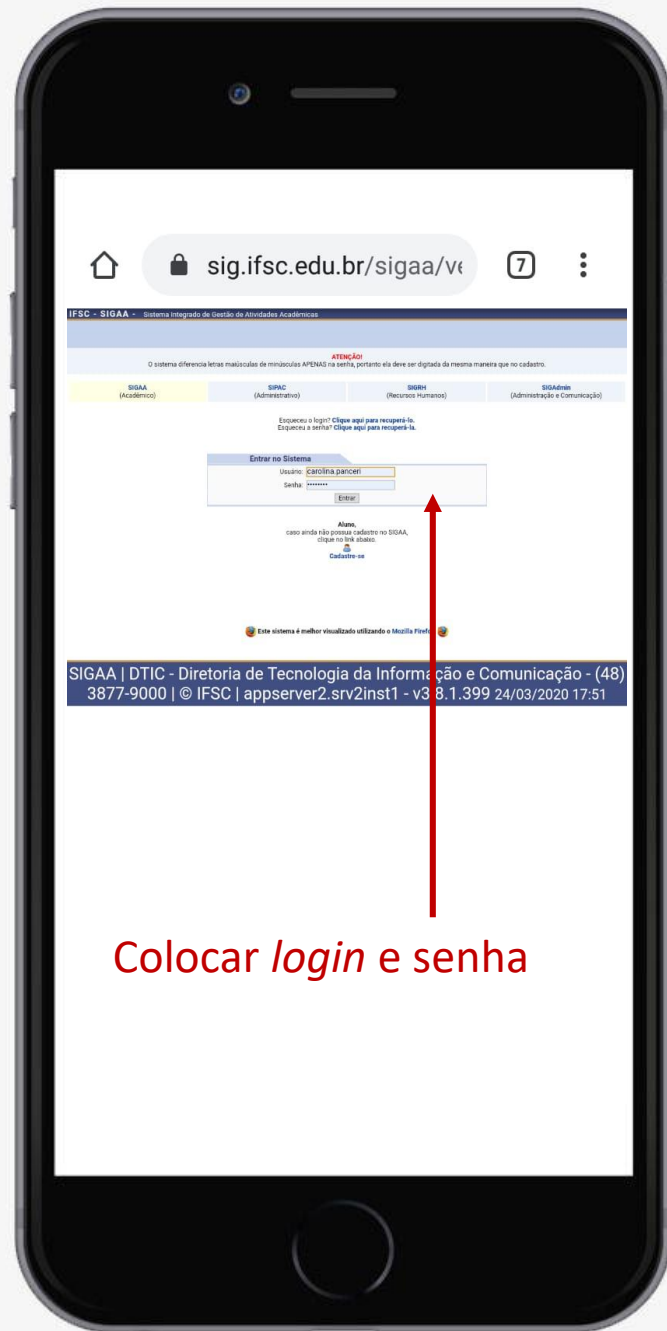 sig.ifsc.edu.br/sigaa/ve
7
IFSC - SIGAA - Sistema Integrado de Gestão de Atividades Acadêmicas
ATENÇÃO!
O sistema diferencia letras maiúsculas de minúsculas APENAS na senha, portanto ela deve ser digitada da mesma maneira que no cadastro.
SIGAA SIPAC SIGRH SIGAdmin
(Acadêmico) (Administrativo) (Recursos Humanos) (Administração e Comunicação)
Esqueceu o login? Clique aqui para recuperá-lo.
Esqueceu a senha? Clique aqui para recuperá-la.
Entrar no Sistema
Usuário: carolina.panceri
Senha: ••••••••
Entrar
Aluno,
caso ainda não possua cadastro no SIGAA,
clique no link abaixo.
Cadastre-se
Este sistema é melhor visualizado utilizando o Mozilla
SIGAA | DTIC - Diretoria de Tecnologia da Informação e Comunicação - (48)
3877-9000 | © IFSC | appserver2.srv2inst1 - v3.8.1.399 24/03/2020 17:51
Colocar login e senha